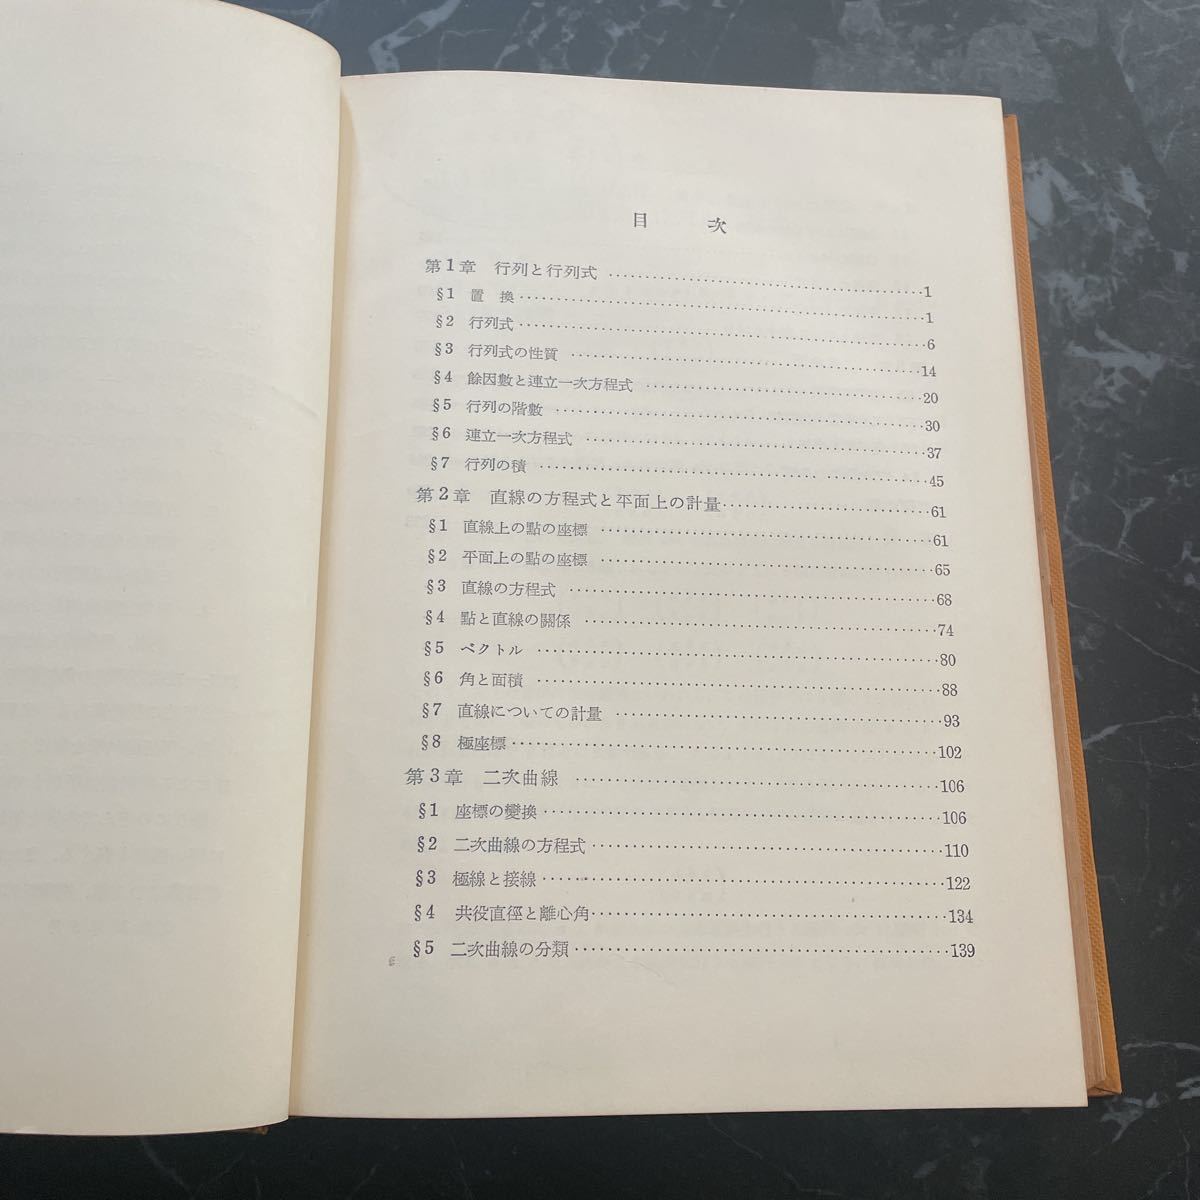 目 次
第1章 行列と行列式 ……………………………1
§1 置 換……………………………1
§2 行列式……………………………6
§3 行列式の性質 ……………………………14
§4 餘因數と連立一次方程式 ……………………………20
§5 行列の階數 ……………………………30
§6 連立一次方程式 ……………………………37
§7 行列の積 ……………………………45
第2章 直線の方程式と平面上の計量……………………………61
§1 直線上の點の座標 ……………………………61
§2 平面上の點の座標 ……………………………65
§3 直線の方程式 ……………………………68
§4 點と直線の關係 ……………………………74
§5 ベクトル ……………………………80
§6 角と面積 ……………………………88
§7 直線についての計量 ……………………………93
§8 極座標……………………………102
第3章 二次曲線 ……………………………106
§1 座標の變換……………………………106
§2 二次曲線の方程式……………………………110
§3 極線と接線……………………………122
§4 共役直徑と離心角……………………………134
§5 二次曲線の分類……………………………139